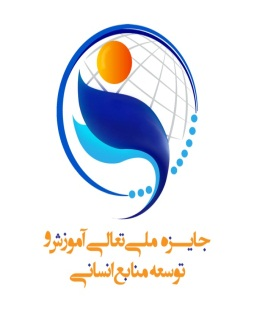 جایزه ملی تعالی آموزش و
توسعه منابع انسانی